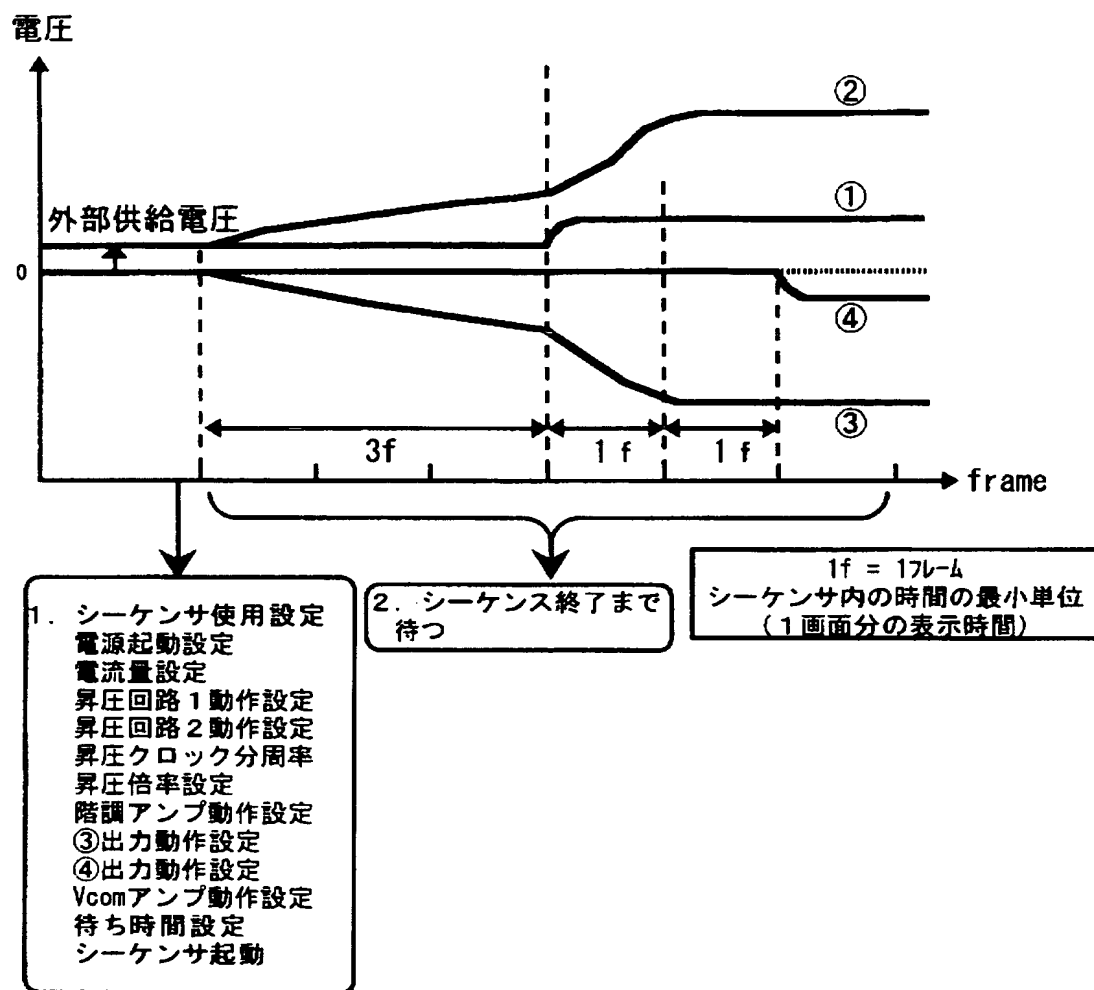 電圧
②
①
外部供給電圧
0
④
③
3f
1 f
1 f
frame
1. シーケンサ使用設定
電源起動設定
電流量設定
昇圧回路1動作設定
昇圧回路2動作設定
昇圧クロック分周率
昇圧倍率設定
階調アンプ動作設定
③出力動作設定
④出力動作設定
Vcomアンプ動作設定
待ち時間設定
シーケンサ起動
2. シーケンス終了まで
待つ
1f = 1フレーム
シーケンサ内の時間の最小単位
(1画面分の表示時間)